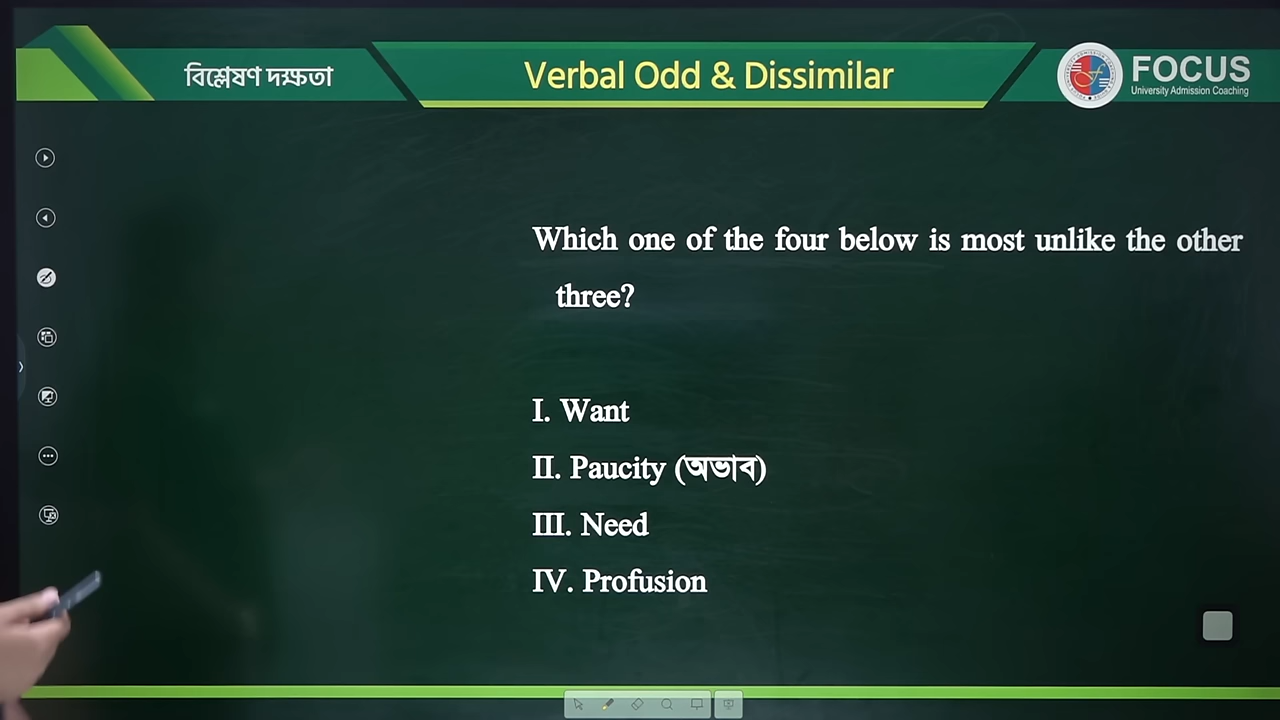 বিশ্লেষণ দক্ষতা
Verbal Odd & Dissimilar
FOCUS
University Admission Coaching
Which one of the four below is most unlike the other
three?
I. Want
II. Paucity (অভাব)
III. Need
IV. Profusion